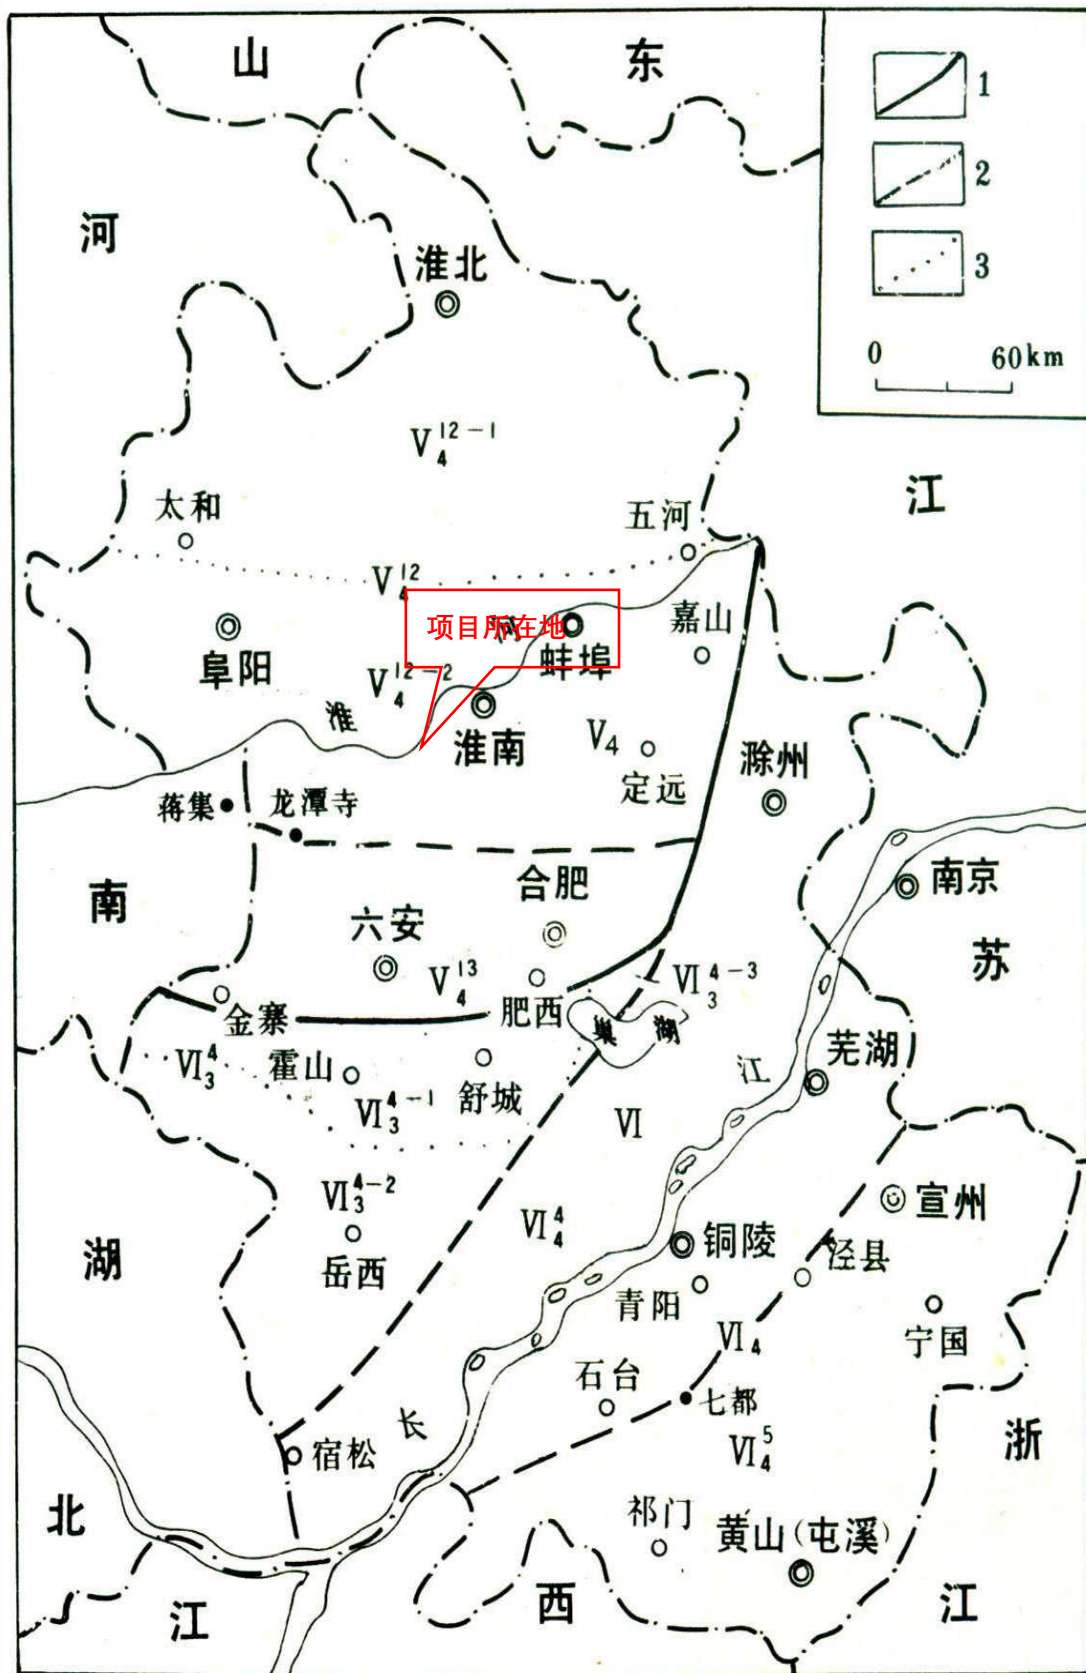 山
东
1
2
3
0
60km
河
淮北
V₄¹²⁻¹
江
太和
五河
V₄¹²
项目所在地
嘉山
蚌埠
阜阳
V₄¹²⁻²
淮
淮南
V₄
定远
滁州
蒋集
龙潭寺
南
合肥
南京
六安
苏
V₄¹³
Ⅵ₃⁴⁻³
金寨
肥西
巢湖
芜湖
Ⅵ₃⁴
霍山
舒城
江
Ⅵ₃⁴⁻¹
Ⅵ
Ⅵ₃⁴⁻²
Ⅵ₄⁴
宣州
湖
岳西
铜陵
泾县
青阳
宁国
Ⅵ₄
石台
七都
长
宿松
Ⅵ₄⁵
浙
北
祁门
黄山(屯溪)
江
西
江